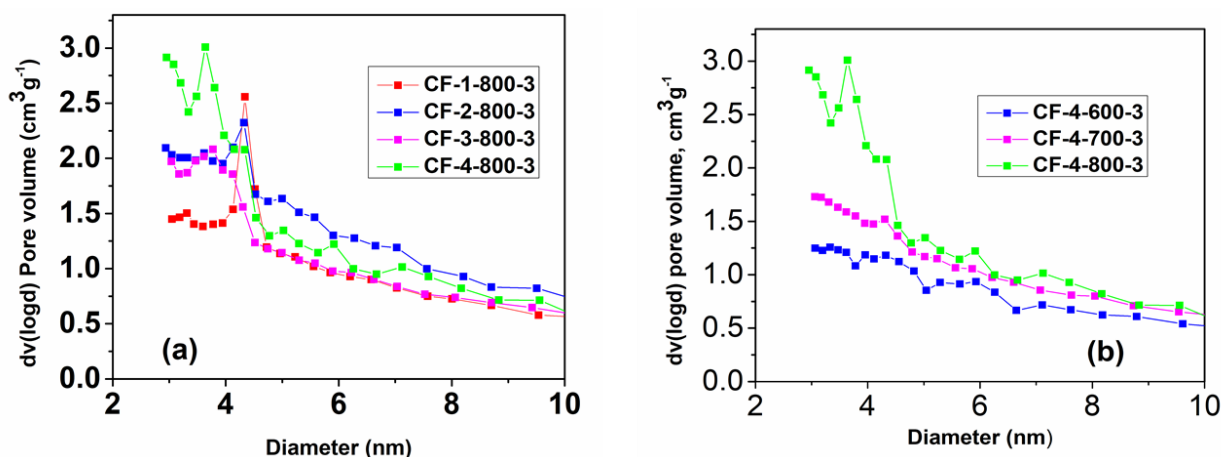 dv(logd) Pore volume (cm³g⁻¹)
3.0
2.5
2.0
1.5
1.0
0.5
0.0
CF-1-800-3
CF-2-800-3
CF-3-800-3
CF-4-800-3
(a)
2 4 6 8 10
Diameter (nm)
dv(logd) pore volume, cm³g⁻¹
3.0
2.5
2.0
1.5
1.0
0.5
0.0
CF-4-600-3
CF-4-700-3
CF-4-800-3
(b)
2 4 6 8 10
Diameter (nm)